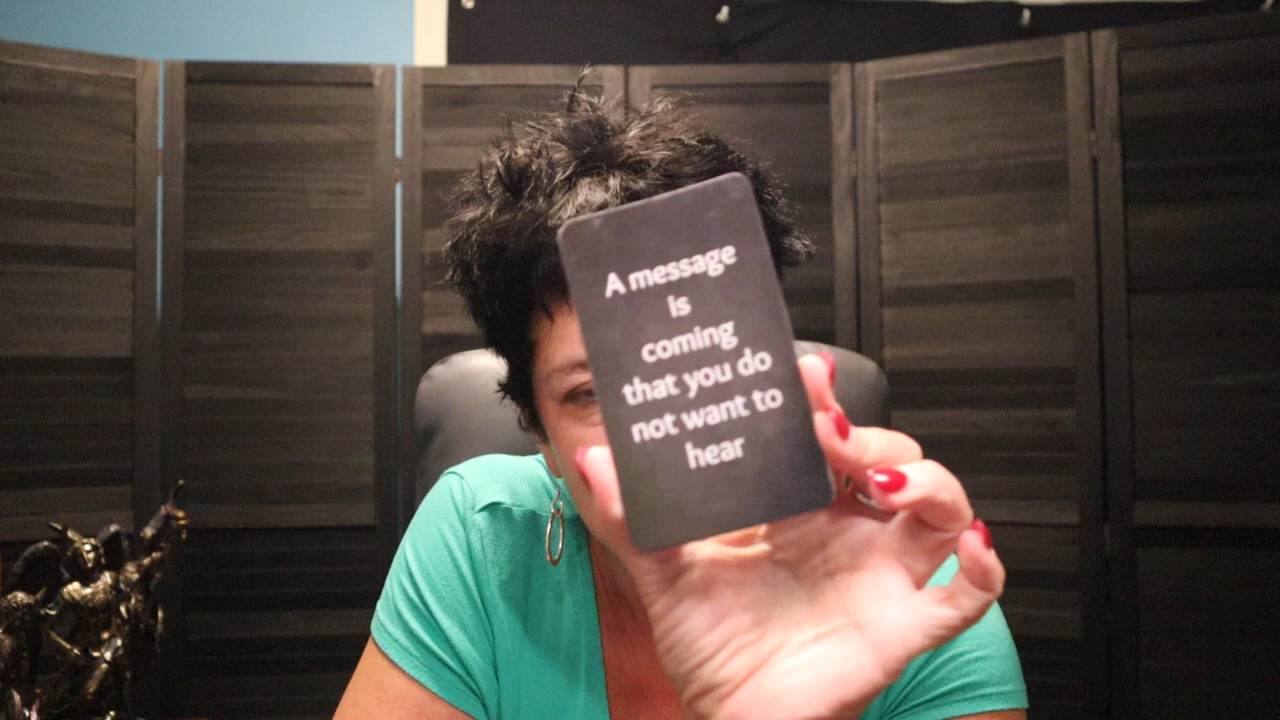 A message
is
coming
that you do
not want to
hear